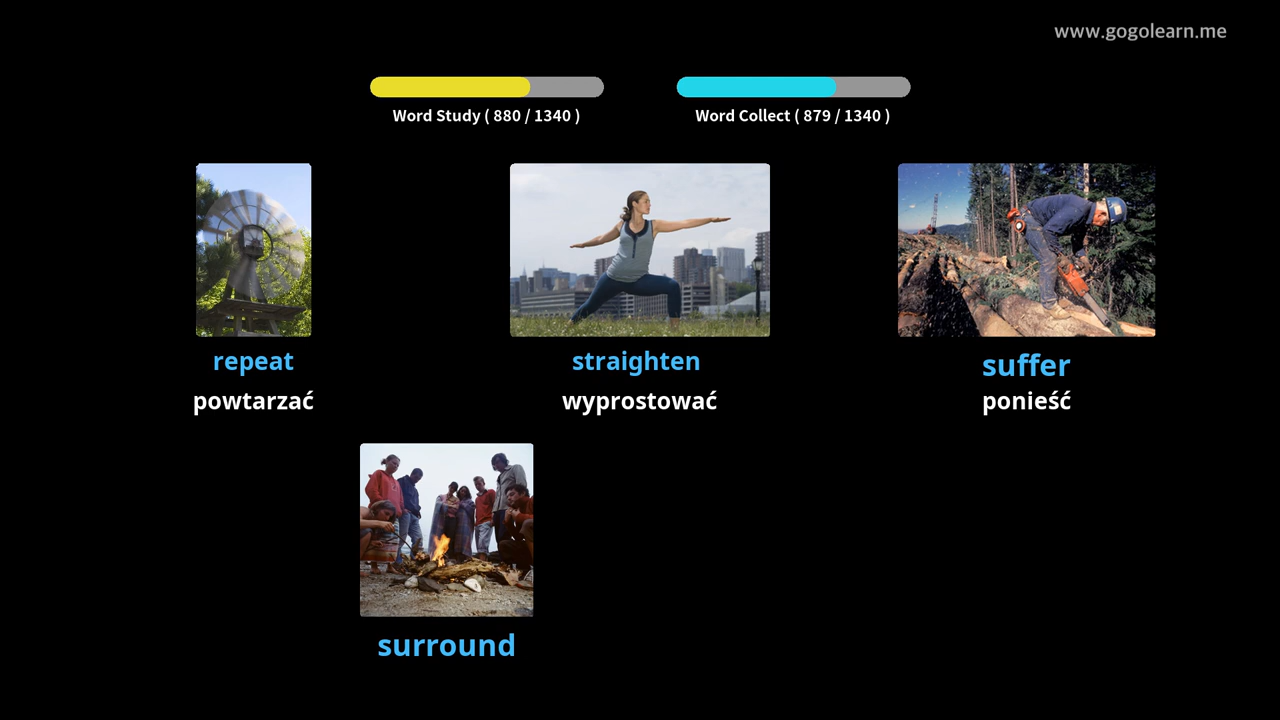 www.gogolearn.me
Word Study ( 880 / 1340 )
Word Collect ( 879 / 1340 )
repeat
straighten
suffer
powtarzać
wyprostować
ponieść
surround